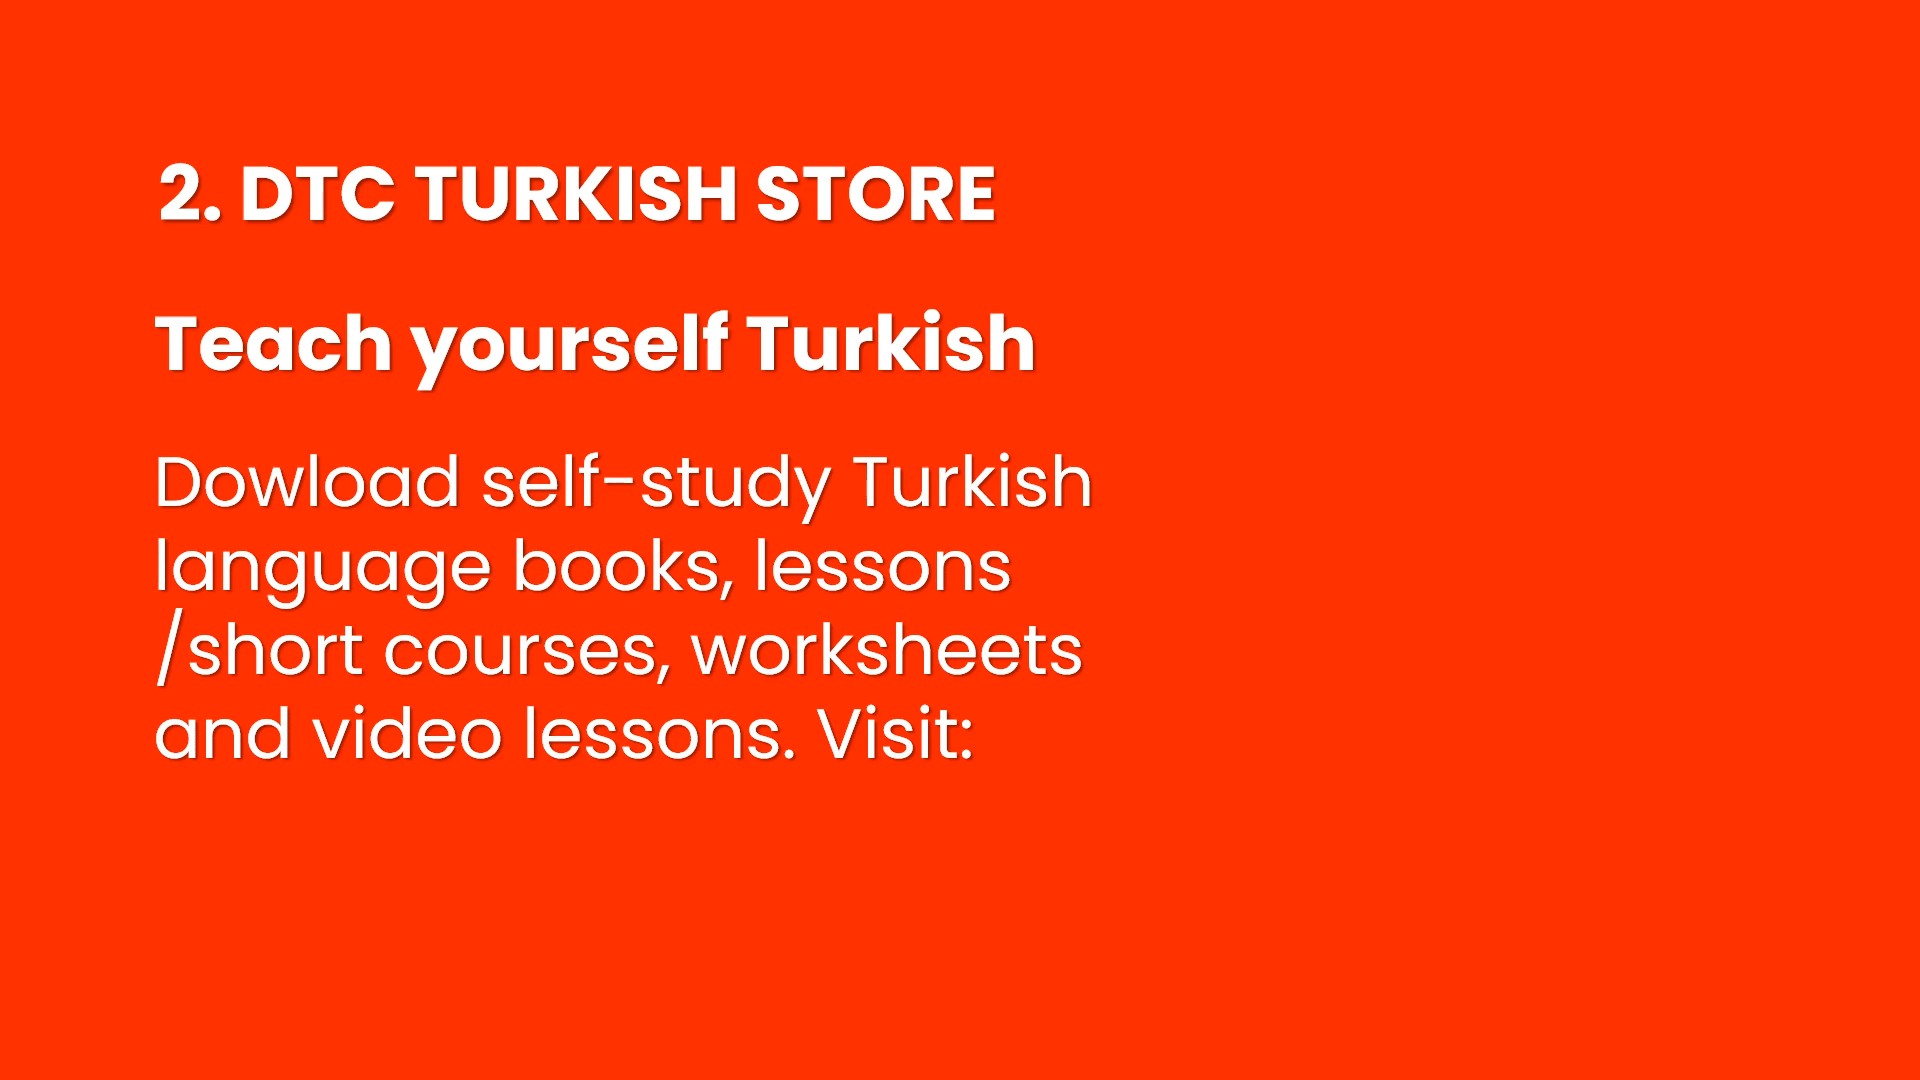 2. DTC TURKISH STORE
Teach yourself Turkish
Dowload self-study Turkish
language books, lessons
/short courses, worksheets
and video lessons. Visit: